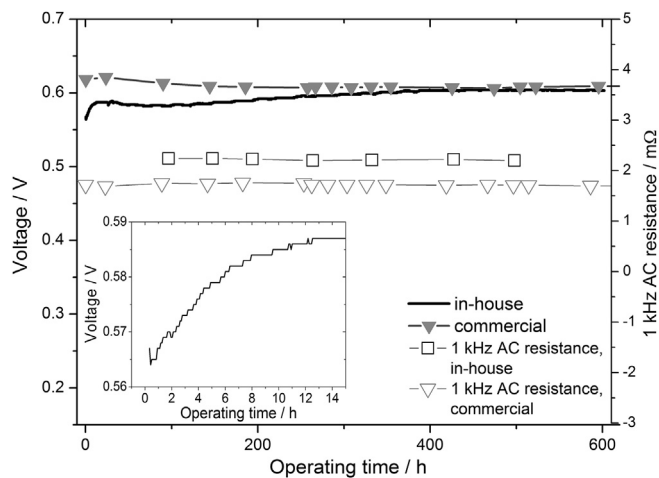 0.7
0.6
0.5
0.4
0.3
0.2
Voltage / V
5
4
3
2
1
0
-1
-2
-3
1 kHz AC resistance / mΩ
0
200
400
600
Operating time / h
0.59
0.58
0.57
0.56
Voltage / V
0 2 4 6 8 10 12 14
Operating time / h
in-house
commercial
1 kHz AC resistance,
in-house
1 kHz AC resistance,
commercial